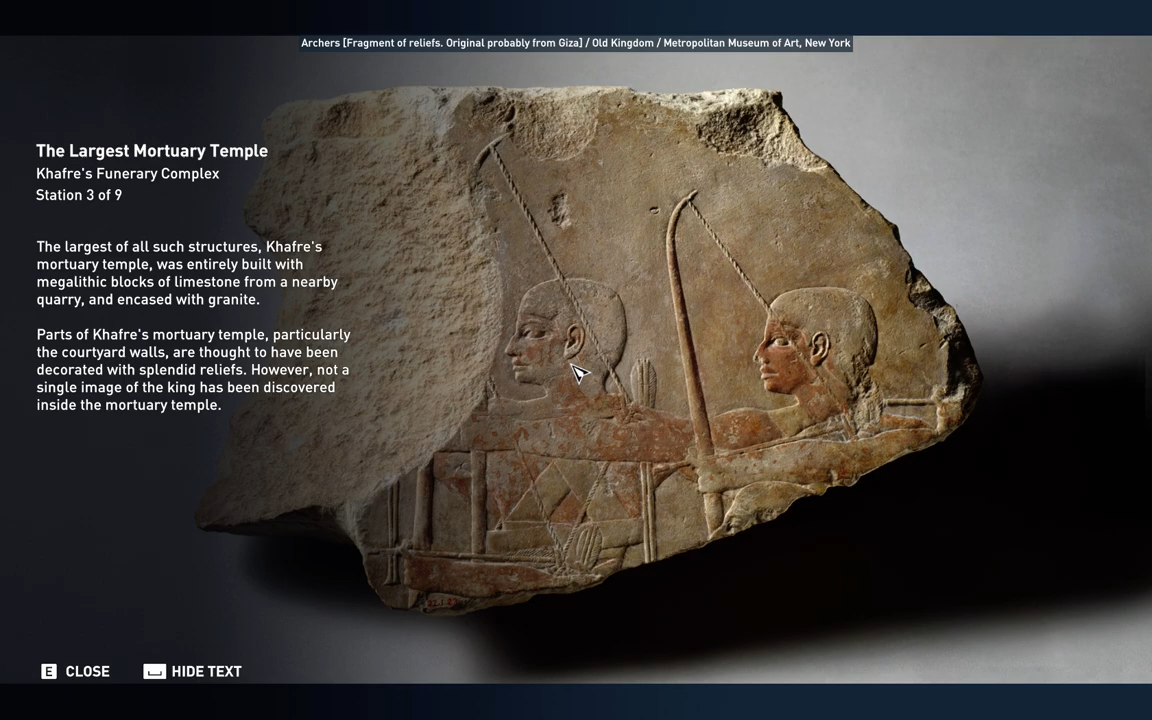 Archers [Fragment of reliefs. Original probably from Giza] / Old Kingdom / Metropolitan Museum of Art, New York
The Largest Mortuary Temple
Khafre's Funerary Complex
Station 3 of 9
The largest of all such structures, Khafre's
mortuary temple, was entirely built with
megalithic blocks of limestone from a nearby
quarry, and encased with granite.
Parts of Khafre's mortuary temple, particularly
the courtyard walls, are thought to have been
decorated with splendid reliefs. However, not a
single image of the king has been discovered
inside the mortuary temple.
E CLOSE
HIDE TEXT